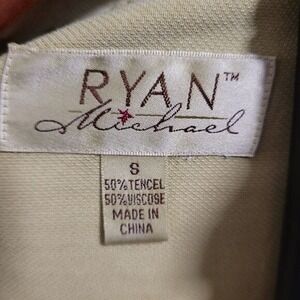 RYAN™
Michael
S
50% TENCEL
50% VISCOSE
MADE IN
CHINA